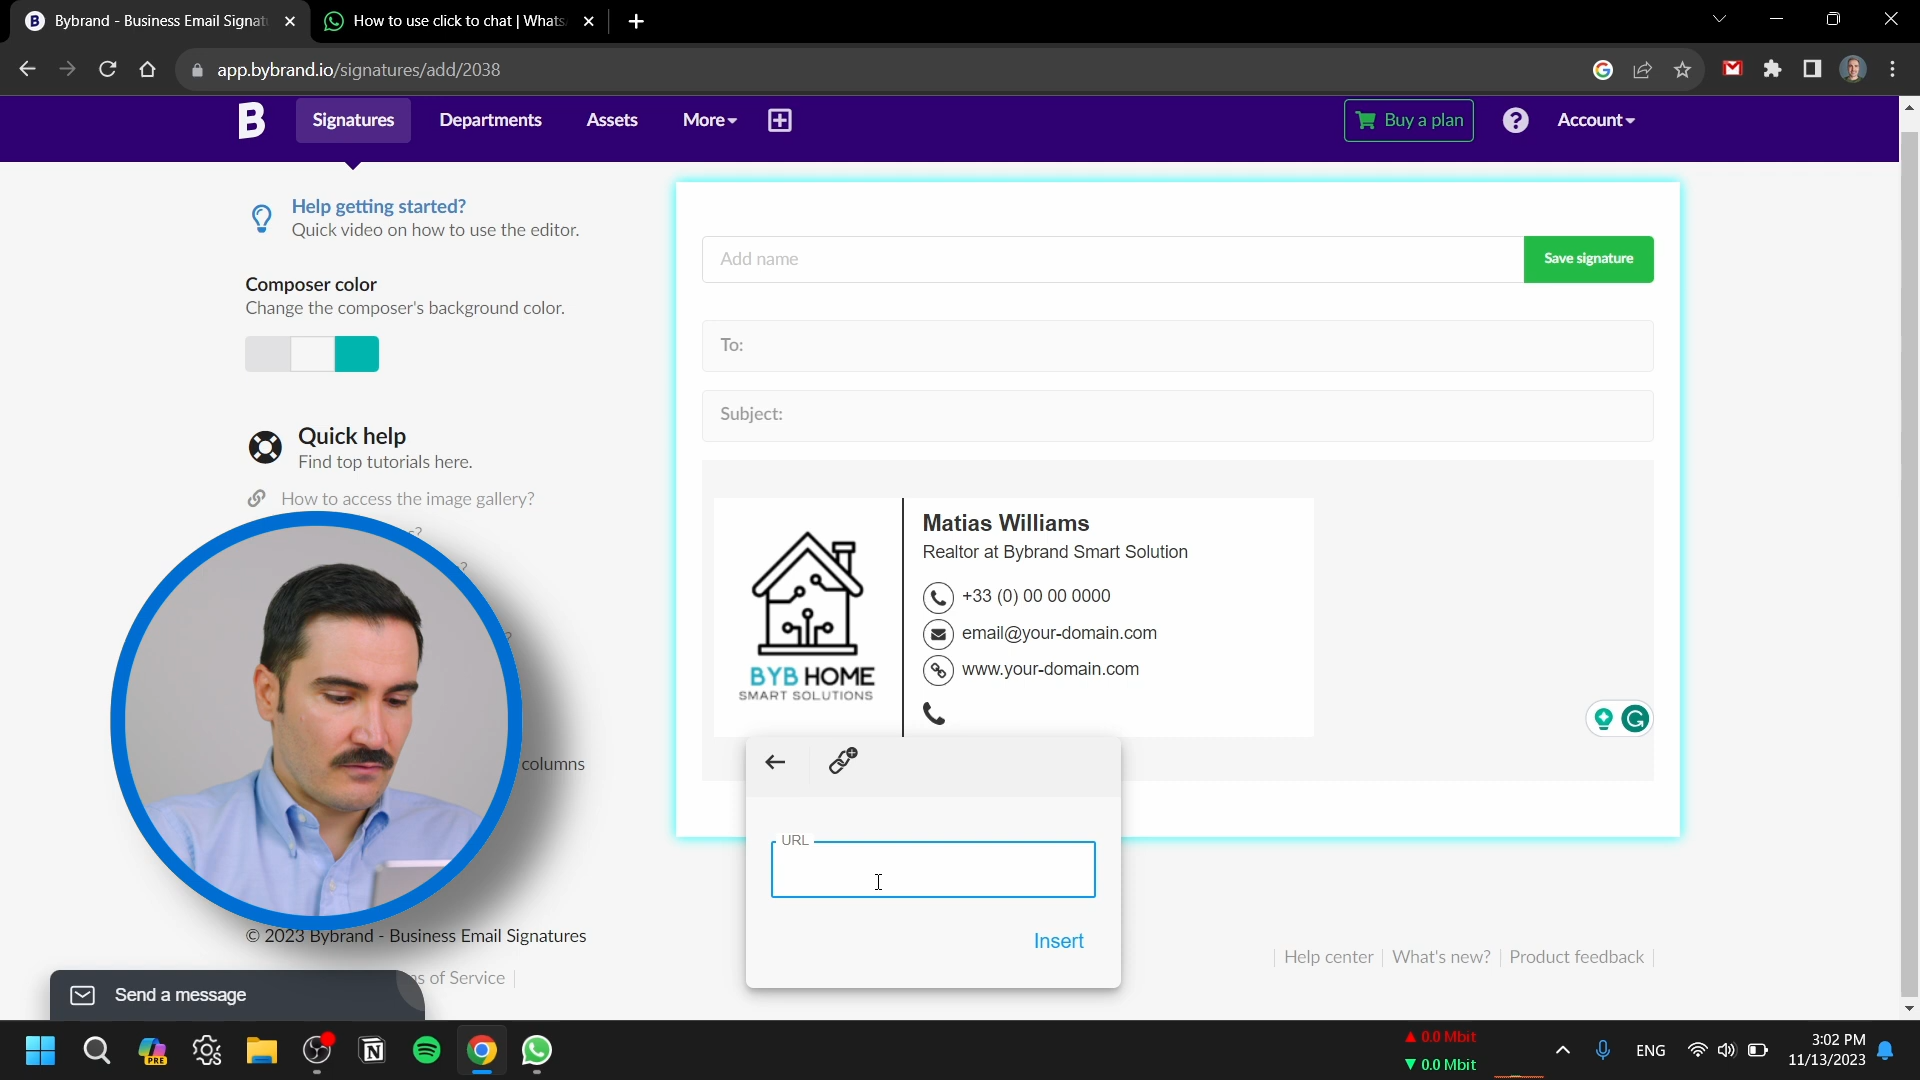 Bybrand - Business Email Signat
How to use click to chat | Whats
app.bybrand.io/signatures/add/2038
B
Signatures
Departments
Assets
More
Buy a plan
?
Account
Help getting started?
Quick video on how to use the editor.
Composer color
Change the composer's background color.
Quick help
Find top tutorials here.
How to access the image gallery?
columns
© 2023 Bybrand - Business Email Signatures
s of Service
Send a message
Add name
Save signature
To:
Subject:
BYB HOME
SMART SOLUTIONS
Matias Williams
Realtor at Bybrand Smart Solution
+33 (0) 00 00 0000
email@your-domain.com
www.your-domain.com
URL
Insert
Help center
What's new?
Product feedback
PRE
0.0 Mbit
0.0 Mbit
ENG
3:02 PM
11/13/2023